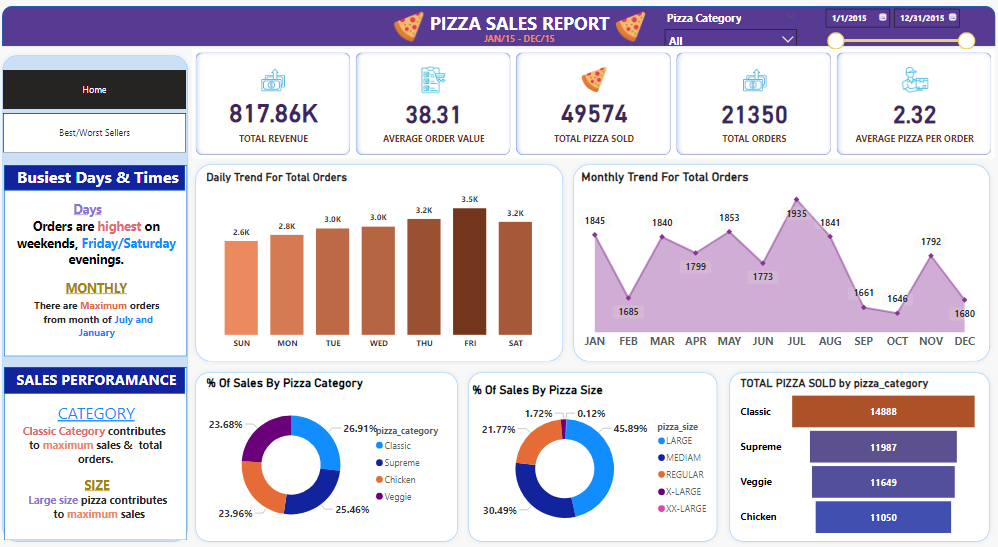 PIZZA SALES REPORT
JAN/15 - DEC/15
Pizza Category
All
1/1/2015
12/31/2015
Home
Best/Worst Sellers
Busiest Days & Times
Days
Orders are highest on
weekends, Friday/Saturday
evenings.
MONTHLY
There are Maximum orders
from month of July and
January
SALES PERFORAMANCE
CATEGORY
Classic Category contributes
to maximum sales & total
orders.
SIZE
Large size pizza contributes
to maximum sales
817.86K
TOTAL REVENUE
38.31
AVERAGE ORDER VALUE
49574
TOTAL PIZZA SOLD
21350
TOTAL ORDERS
2.32
AVERAGE PIZZA PER ORDER
Daily Trend For Total Orders
2.6K
2.8K
3.0K
3.0K
3.2K
3.5K
3.2K
SUN
MON
TUE
WED
THU
FRI
SAT
Monthly Trend For Total Orders
1845
1685
1840
1799
1853
1773
1935
1841
1661
1646
1792
1680
JAN
FEB
MAR
APR
MAY
JUN
JUL
AUG
SEP
OCT
NOV
DEC
% Of Sales By Pizza Category
23.68%
26.91%
23.96%
25.46%
pizza_category
Classic
Supreme
Chicken
Veggie
% Of Sales By Pizza Size
1.72%
0.12%
21.77%
45.89%
30.49%
pizza_size
LARGE
MEDIAM
REGULAR
X-LARGE
XX-LARGE
TOTAL PIZZA SOLD by pizza_category
Classic
14888
Supreme
11987
Veggie
11649
Chicken
11050